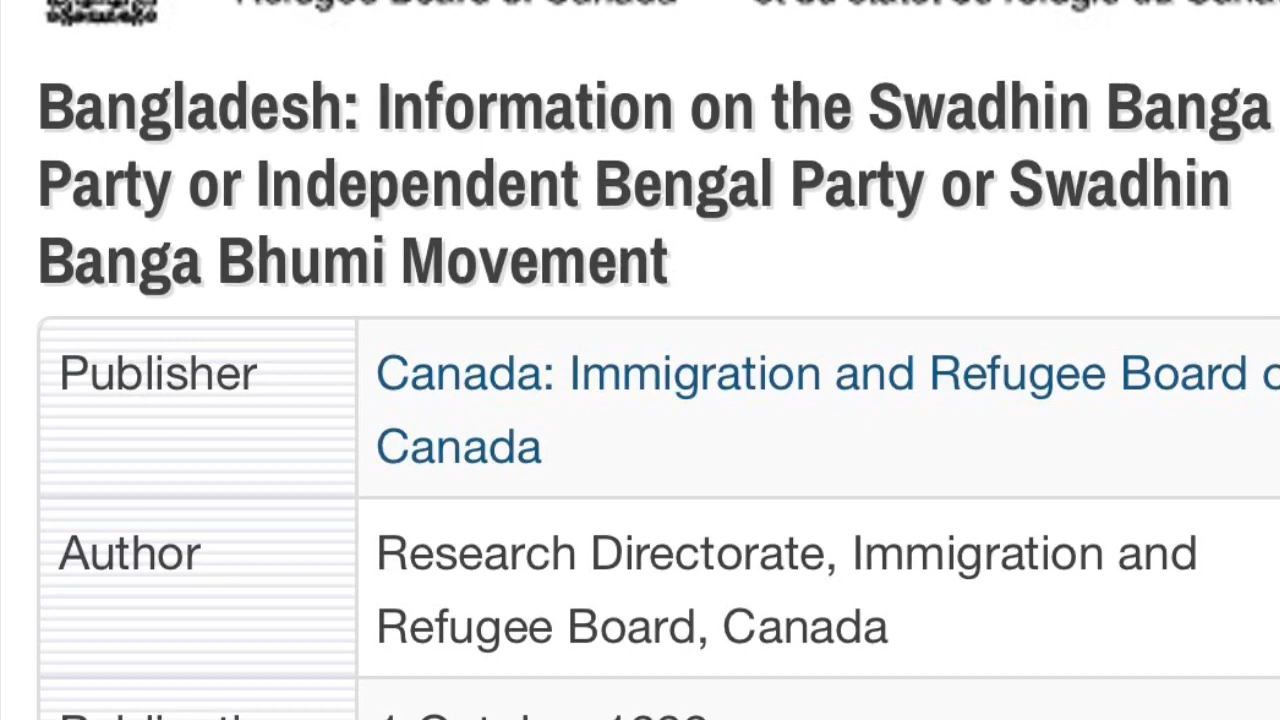 Bangladesh: Information on the Swadhin Banga
Party or Independent Bengal Party or Swadhin
Banga Bhumi Movement
Publisher
Canada: Immigration and Refugee Board
Canada
Author
Research Directorate, Immigration and
Refugee Board, Canada